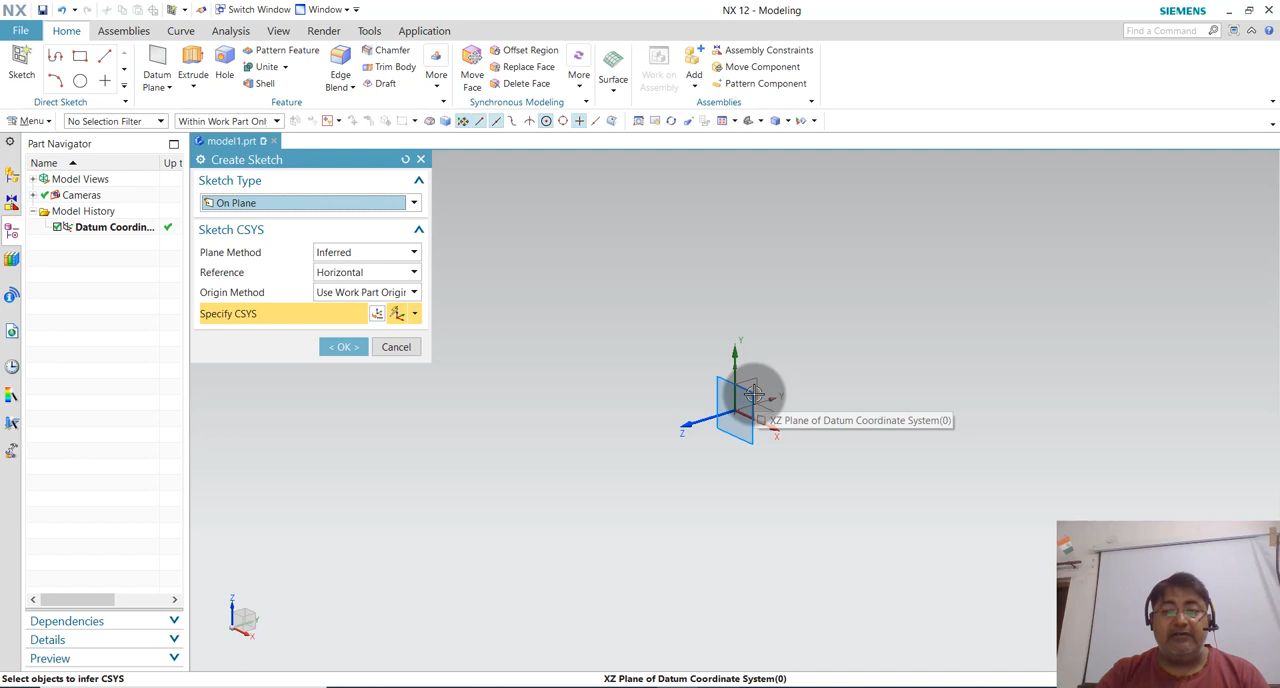 NX
Switch Window
Window
NX 12 - Modeling
SIEMENS
File
Home
Assemblies
Curve
Analysis
View
Render
Tools
Application
Find a Command
Sketch
Direct Sketch
Datum
Plane
Extrude
Hole
Pattern Feature
Unite
Shell
Edge
Blend
Chamfer
Trim Body
Draft
More
Feature
Move
Face
Offset Region
Replace Face
Delete Face
More
Synchronous Modeling
Surface
Work on
Assembly
Add
Assembly Constraints
Move Component
Pattern Component
Assemblies
Menu
No Selection Filter
Within Work Part Onl
Part Navigator
Name
Up t
Model Views
Cameras
Model History
Datum Coordin...
model1.prt
Create Sketch
Sketch Type
On Plane
Sketch CSYS
Plane Method
Inferred
Reference
Horizontal
Origin Method
Use Work Part Origir
Specify CSYS
< OK >
Cancel
Y
Y
Z
X
XZ Plane of Datum Coordinate System(0)
Z
Y
X
Dependencies
Details
Preview
Select objects to infer CSYS
XZ Plane of Datum Coordinate System(0)